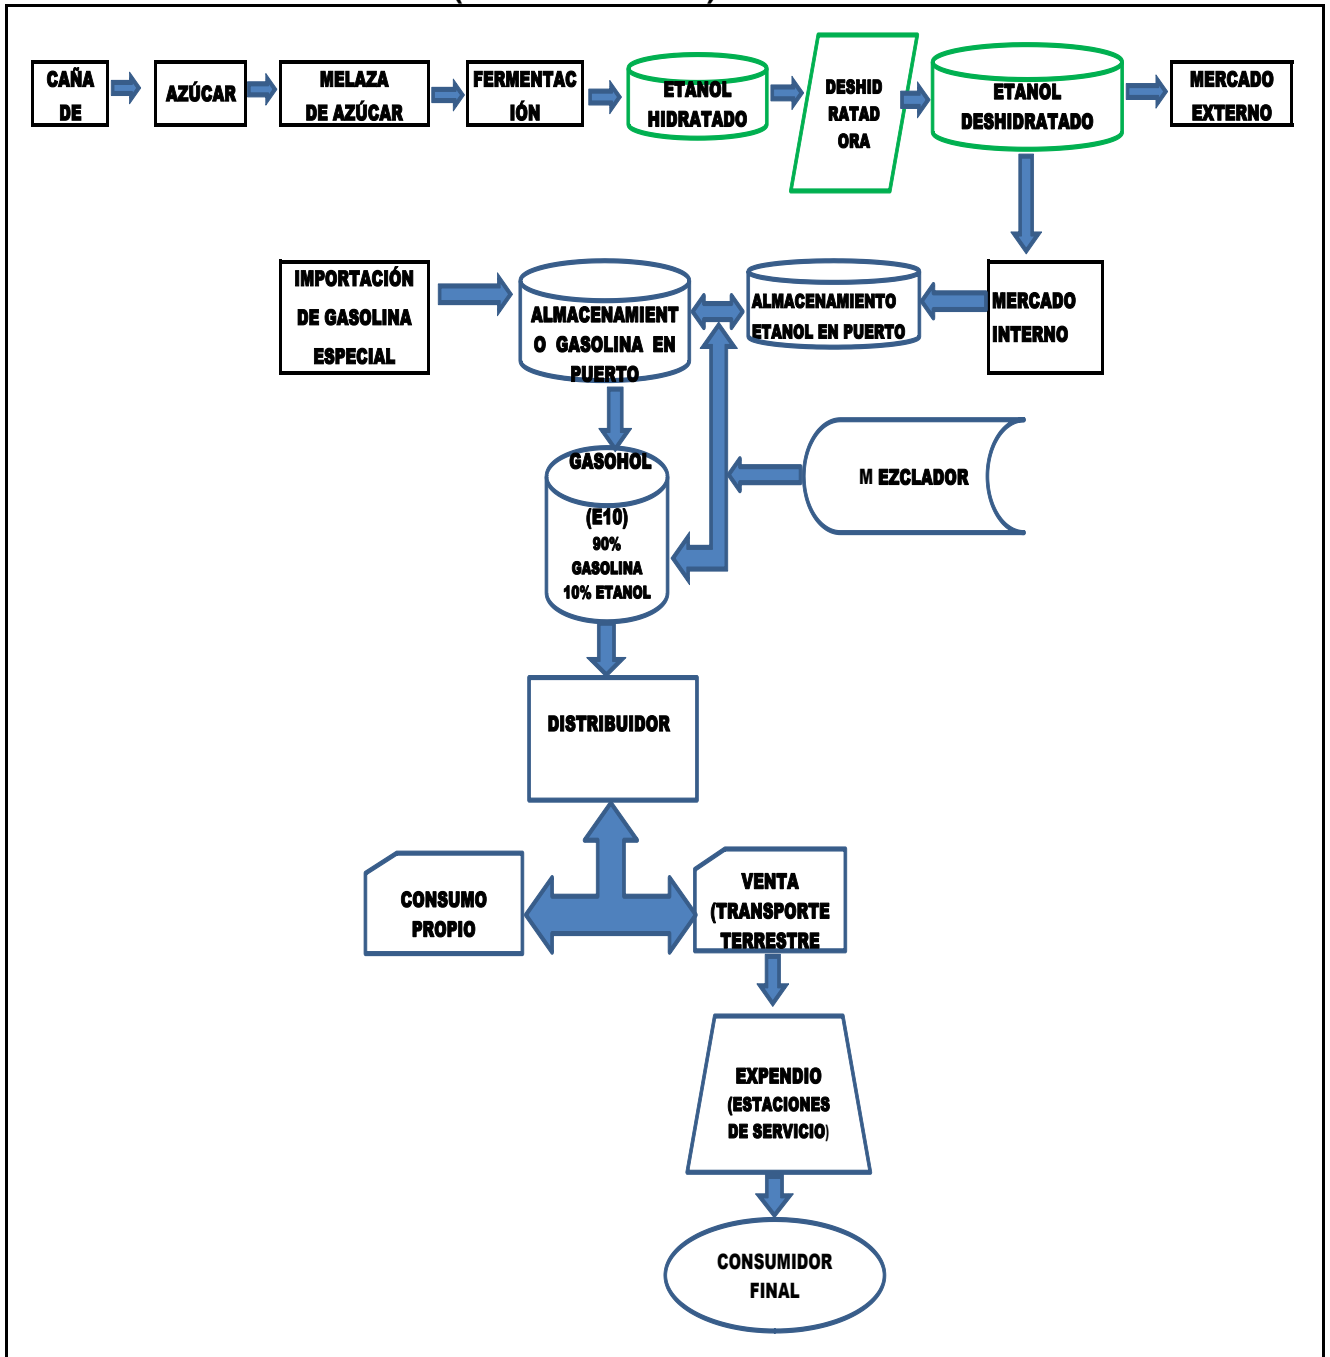 CAÑA
DE
AZÚCAR
MELAZA
DE AZÚCAR
FERMENTAC
IÓN
ETANOL
HIDRATADO
DESHID
RATAD
ORA
ETANOL
DESHIDRATADO
MERCADO
EXTERNO
IMPORTACIÓN
DE GASOLINA
ESPECIAL
ALMACENAMIENT
O GASOLINA EN
PUERTO
ALMACENAMIENTO
ETANOL EN PUERTO
MERCADO
INTERNO
GASOHOL
(E10)
90%
GASOLINA
10% ETANOL
M EZCLADOR
DISTRIBUIDOR
CONSUMO
PROPIO
VENTA
(TRANSPORTE
TERRESTRE
EXPENDIO
(ESTACIONES
DE SERVICIO)
CONSUMIDOR
FINAL